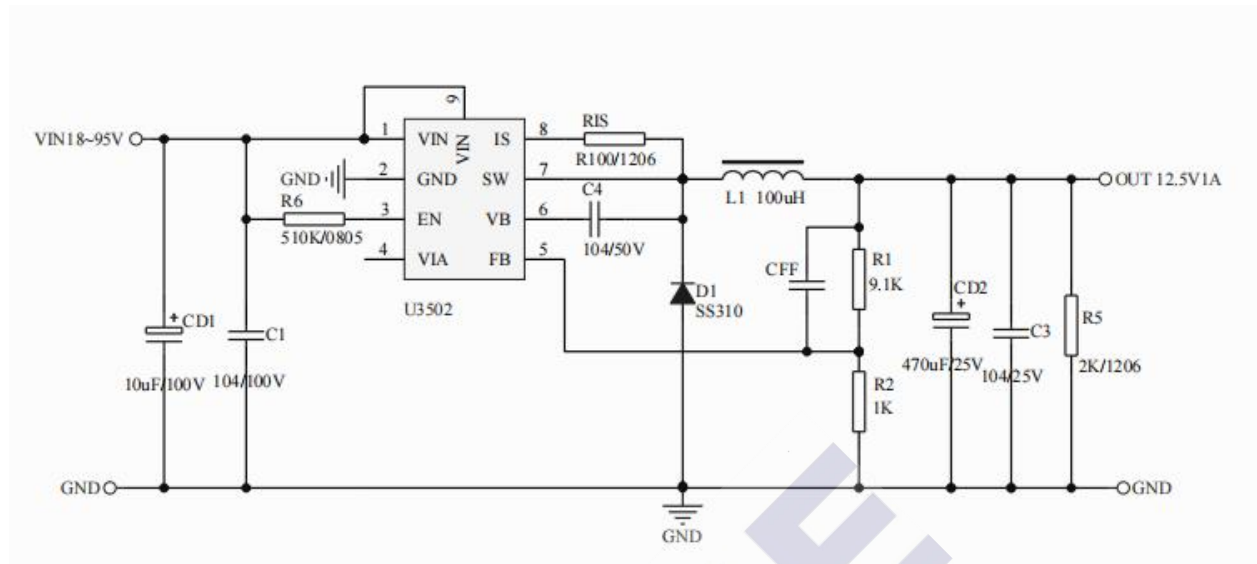 9
VIN18~95V
1
VIN
VIN
IS
8
RIS
R100/1206
GND
2
GND
SW
7
L1 100uH
OUT 12.5V1A
R6
510K/0805
3
EN
VB
6
C4
104/50V
4
VIA
FB
5
U3502
CFF
R1
9.1K
D1
SS310
CD1
10uF/100V
C1
104/100V
CD2
470uF/25V
C3
104/25V
R5
2K/1206
R2
1K
GND
GND
GND